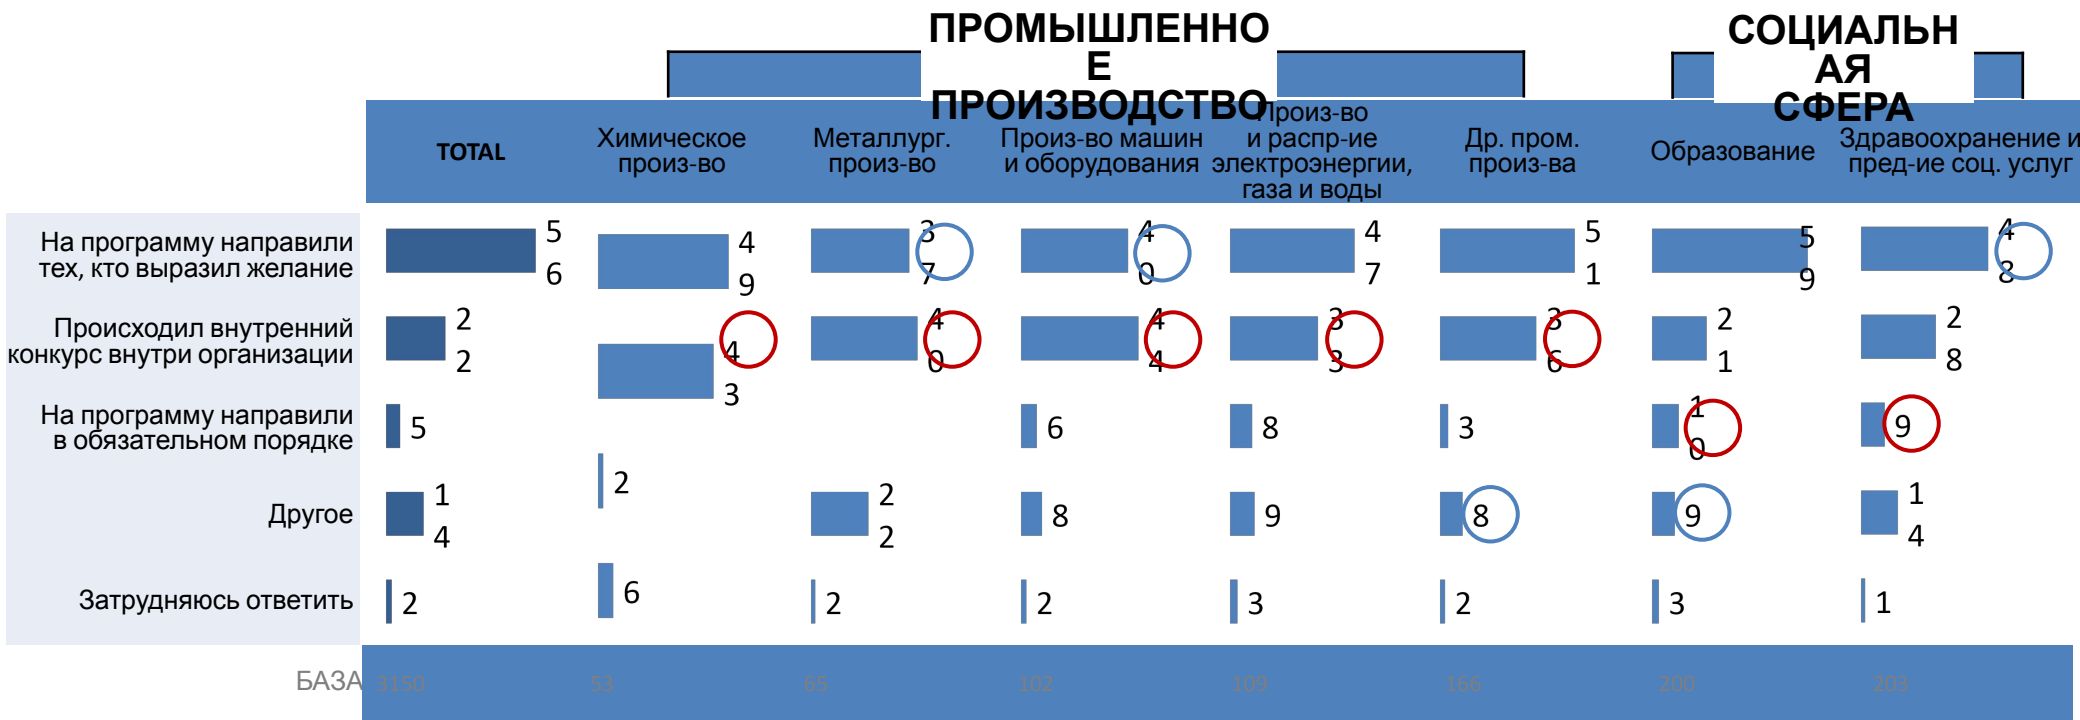 ПРОМЫШЛЕННО
Е
ПРОИЗВОДСТВО
СОЦИАЛЬН
АЯ
СФЕРА
TOTAL
Химическое
произ-во
Металлург.
произ-во
Произ-во машин
и оборудования
Произ-во
и распр-ие
электроэнергии,
газа и воды
Др. пром.
произ-ва
Образование
Здравоохранение и
пред-ие соц. услуг
На программу направили
тех, кто выразил желание
5
6
4
9
3
7
4
0
4
7
5
1
5
9
4
8
Происходил внутренний
конкурс внутри организации
2
2
4
3
4
0
4
4
3
3
3
6
2
1
2
8
На программу направили
в обязательном порядке
5
6
8
3
1
0
9
Другое
1
4
2
2
2
8
9
8
9
1
4
Затрудняюсь ответить
2
6
2
2
3
2
3
1
БАЗА
3150
53
65
102
109
166
200
203